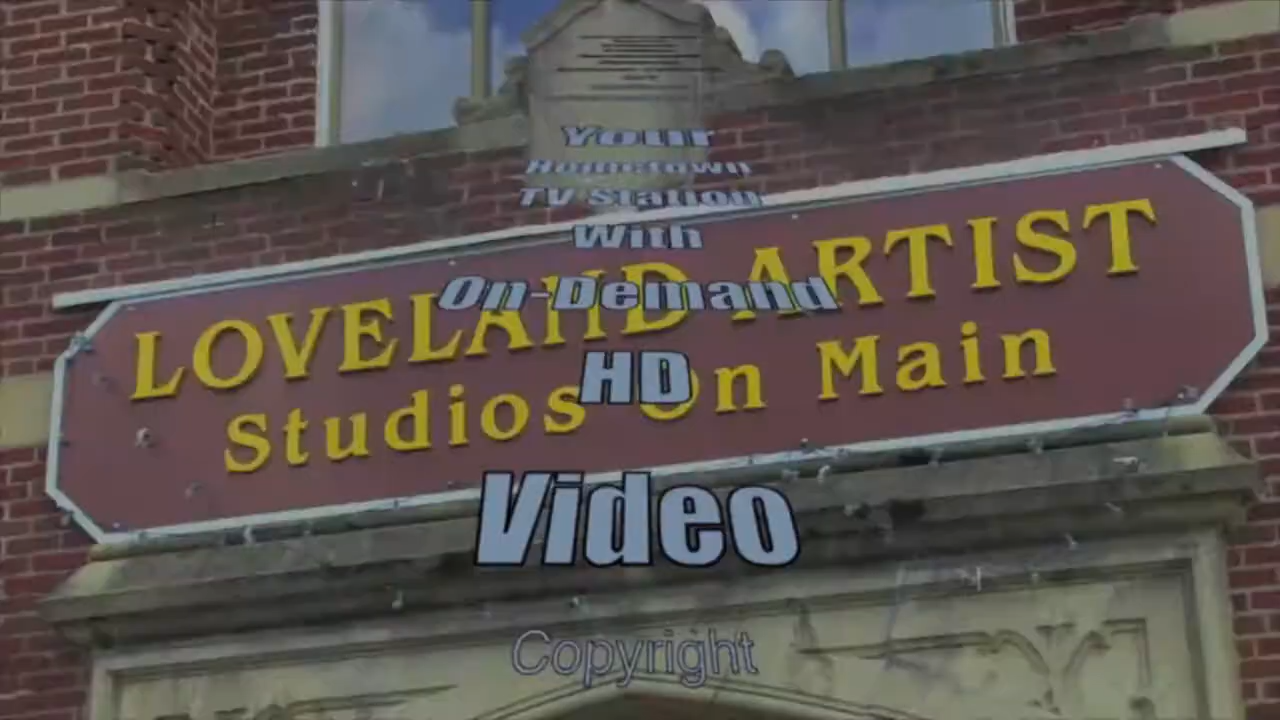 Your
Hometown
TV Station
With
On-Demand
HD
Video
Copyright
LOVELAND ARTIST
Studios On Main